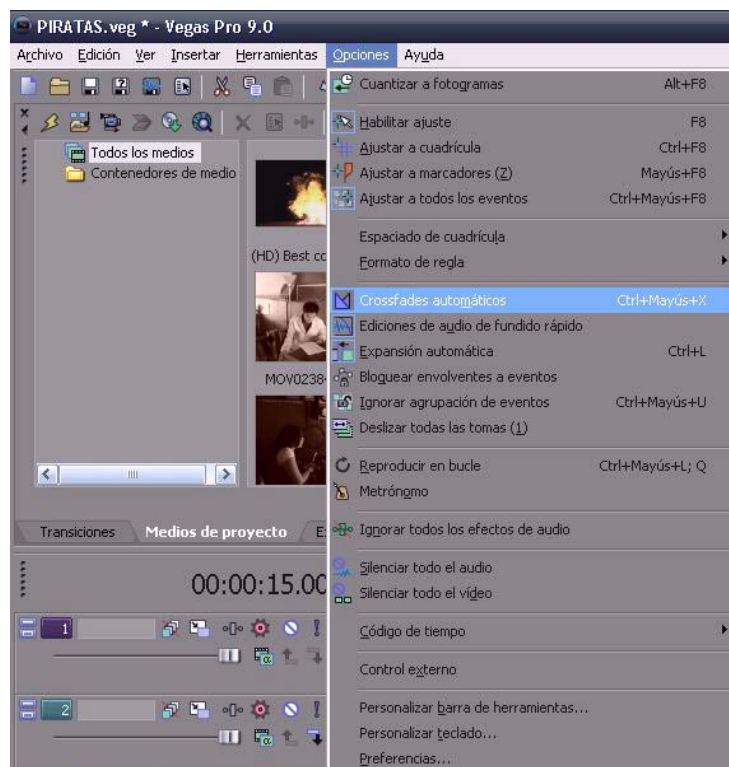 PIRATAS.veg * - Vegas Pro 9.0
Archivo Edición Ver Insertar Herramientas Opciones Ayuda
Cuantizar a fotogramas Alt+F8
Habilitar ajuste F8
Ajustar a cuadrícula Ctrl+F8
Ajustar a marcadores (Z) Mayús+F8
Ajustar a todos los eventos Ctrl+Mayús+F8
Espaciado de cuadrícula
Formato de regla
Crossfades automáticos Ctrl+Mayús+X
Ediciones de audio de fundido rápido
Expansión automática Ctrl+L
Bloquear envolventes a eventos
Ignorar agrupación de eventos Ctrl+Mayús+U
Deslizar todas las tomas (1)
Reproducir en bucle Ctrl+Mayús+L; Q
Metrónomo
Ignorar todos los efectos de audio
Silenciar todo el audio
Silenciar todo el vídeo
Código de tiempo
Control externo
Personalizar barra de herramientas...
Personalizar teclado...
Preferencias...
Todos los medios
Contenedores de medio
(HD) Best co
MOV0238
Transiciones Medios de proyecto E
00:00:15.00
1
2